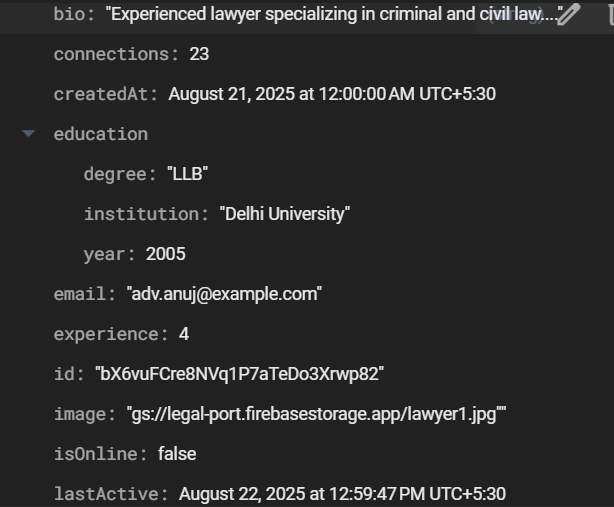 bio: "Experienced lawyer specializing in criminal and civil law...."
connections: 23
createdAt: August 21, 2025 at 12:00:00 AM UTC+5:30
education
degree: "LLB"
institution: "Delhi University"
year: 2005
email: "adv.anuj@example.com"
experience: 4
id: "bX6vuFCre8NVq1P7aTeDo3Xrwp82"
image: "gs://legal-port.firebasestorage.app/lawyer1.jpg""
isOnline: false
lastActive: August 22, 2025 at 12:59:47 PM UTC+5:30